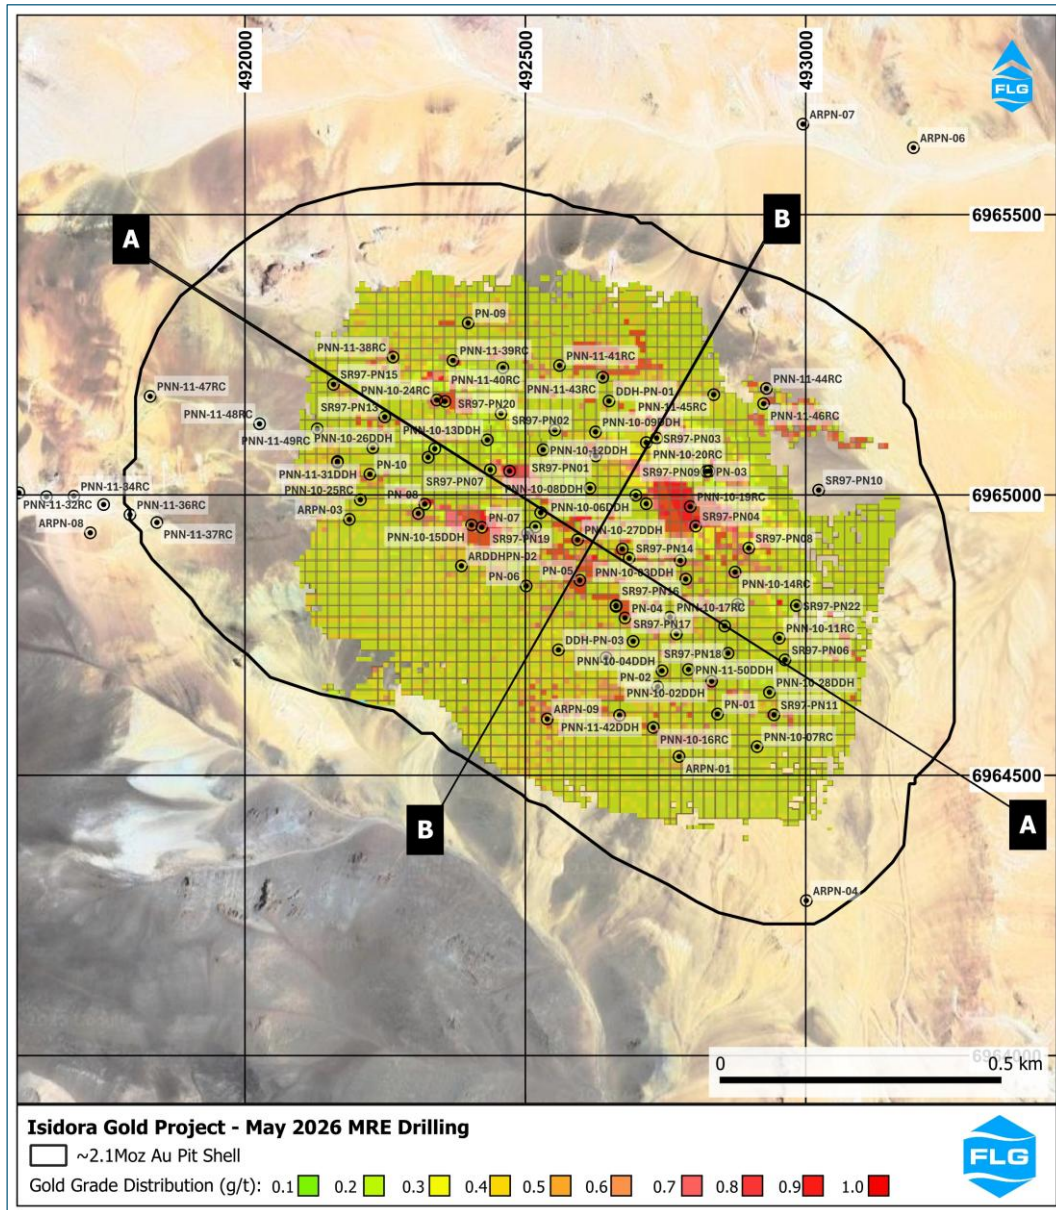 492000
492500
493000
FLG
ARPN-07
ARPN-06
B
6965500
A
PN-09
PNN-11-38RC
PNN-11-39RC
PNN-11-41RC
SR97-PN15
PNN-11-40RC
PNN-11-44RC
PNN-11-47RC
PNN-10-24RC
SR97-PN20
PNN-11-43RC
DDH-PN-01
PNN-11-45RC
PNN-11-46RC
PNN-11-48RC
SR97-PN13
SR97-PN02
PNN-10-09DDH
PNN-11-49RC
PNN-10-26DDH
PNN-10-13DDH
SR97-PN03
PNN-10-12DDH
PNN-10-20RC
PNN-11-31DDH
PN-10
SR97-PN01
SR97-PN09
PN-03
SR97-PN10
PNN-11-34RC
SR97-PN07
PNN-10-08DDH
PNN-10-25RC
PN-08
PNN-11-32RC
PNN-11-36RC
PNN-10-06DDH
PNN-10-19RC
6965000
ARPN-03
PN-07
SR97-PN04
ARPN-08
PNN-11-37RC
PNN-10-15DDH
SR97-PN19
PNN-10-27DDH
SR97-PN08
SR97-PN14
ARDDHPN-02
PN-05
PNN-10-03DDH
PN-06
PNN-10-14RC
SR97-PN16
PN-04
PNN-10-17RC
SR97-PN22
SR97-PN17
PNN-10-11RC
DDH-PN-03
SR97-PN18
SR97-PN06
PNN-10-04DDH
PNN-11-50DDH
PN-02
PNN-10-28DDH
PNN-10-02DDH
ARPN-09
PN-01
SR97-PN11
PNN-11-42DDH
PNN-10-16RC
PNN-10-07RC
ARPN-01
6964500
B
A
ARPN-04
6964000
0
0.5 km
Isidora Gold Project - May 2026 MRE Drilling
~2.1Moz Au Pit Shell
Gold Grade Distribution (g/t): 0.1 0.2 0.3 0.4 0.5 0.6 0.7 0.8 0.9 1.0
FLG